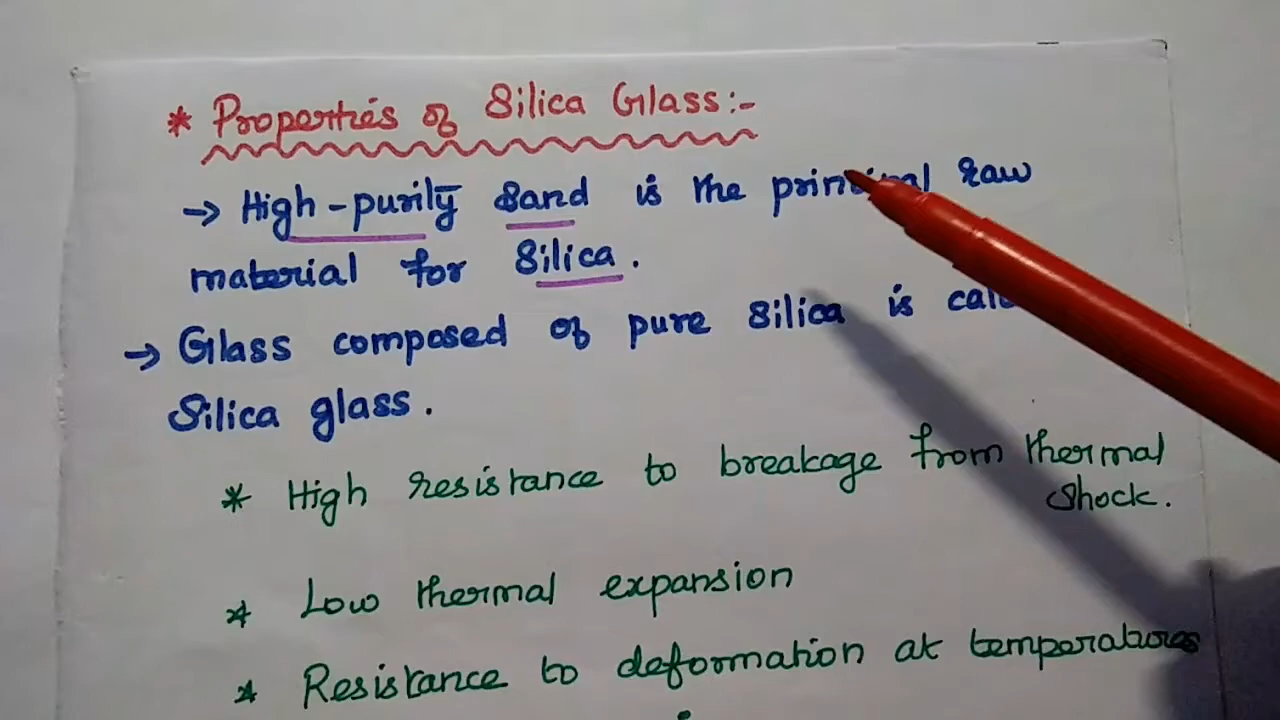 * Properties of Silica Glass:-
→ High-purity Sand is the principal raw
material for Silica.
→ Glass composed of pure Silica is
Silica glass.
* High resistance to breakage from thermal
shock.
* Low thermal expansion
* Resistance to deformation at temperatures